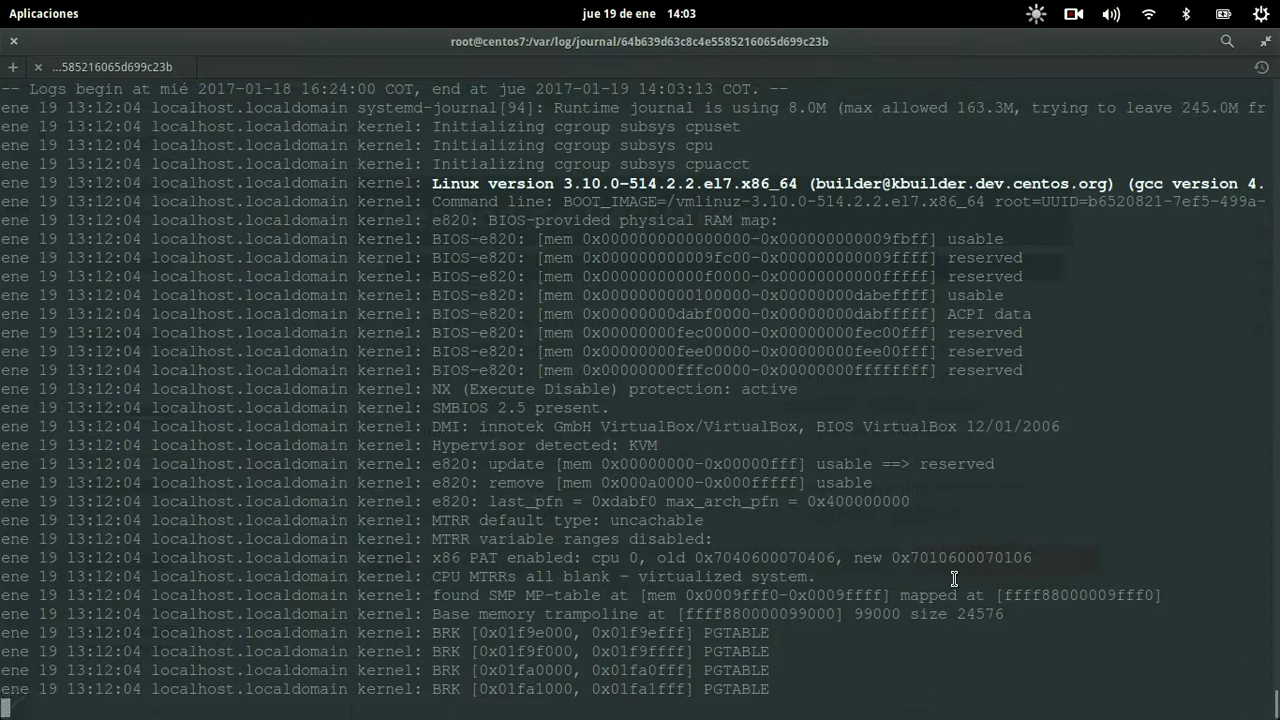 Aplicaciones
jue 19 de ene 14:03
root@centos7:/var/log/journal/64b639d63c8c4e5585216065d699c23b
...585216065d699c23b
-- Logs begin at mié 2017-01-18 16:24:00 COT, end at jue 2017-01-19 14:03:13 COT. --
ene 19 13:12:04 localhost.localdomain systemd-journal[94]: Runtime journal is using 8.0M (max allowed 163.3M, trying to leave 245.0M fr
ene 19 13:12:04 localhost.localdomain kernel: Initializing cgroup subsys cpuset
ene 19 13:12:04 localhost.localdomain kernel: Initializing cgroup subsys cpu
ene 19 13:12:04 localhost.localdomain kernel: Initializing cgroup subsys cpuacct
ene 19 13:12:04 localhost.localdomain kernel: Linux version 3.10.0-514.2.2.el7.x86_64 (builder@kbuilder.dev.centos.org) (gcc version 4.
ene 19 13:12:04 localhost.localdomain kernel: Command line: BOOT_IMAGE=/vmlinuz-3.10.0-514.2.2.el7.x86_64 root=UUID=b6520821-7ef5-499a-
ene 19 13:12:04 localhost.localdomain kernel: e820: BIOS-provided physical RAM map:
ene 19 13:12:04 localhost.localdomain kernel: BIOS-e820: [mem 0x0000000000000000-0x000000000009fbff] usable
ene 19 13:12:04 localhost.localdomain kernel: BIOS-e820: [mem 0x000000000009fc00-0x000000000009ffff] reserved
ene 19 13:12:04 localhost.localdomain kernel: BIOS-e820: [mem 0x00000000000f0000-0x00000000000fffff] reserved
ene 19 13:12:04 localhost.localdomain kernel: BIOS-e820: [mem 0x0000000000100000-0x00000000dabeffff] usable
ene 19 13:12:04 localhost.localdomain kernel: BIOS-e820: [mem 0x00000000dabf0000-0x00000000dabfffff] ACPI data
ene 19 13:12:04 localhost.localdomain kernel: BIOS-e820: [mem 0x00000000fec00000-0x00000000fec00fff] reserved
ene 19 13:12:04 localhost.localdomain kernel: BIOS-e820: [mem 0x00000000fee00000-0x00000000fee00fff] reserved
ene 19 13:12:04 localhost.localdomain kernel: BIOS-e820: [mem 0x00000000fffc0000-0x00000000ffffffff] reserved
ene 19 13:12:04 localhost.localdomain kernel: NX (Execute Disable) protection: active
ene 19 13:12:04 localhost.localdomain kernel: SMBIOS 2.5 present.
ene 19 13:12:04 localhost.localdomain kernel: DMI: innotek GmbH VirtualBox/VirtualBox, BIOS VirtualBox 12/01/2006
ene 19 13:12:04 localhost.localdomain kernel: Hypervisor detected: KVM
ene 19 13:12:04 localhost.localdomain kernel: e820: update [mem 0x00000000-0x00000fff] usable ==> reserved
ene 19 13:12:04 localhost.localdomain kernel: e820: remove [mem 0x000a0000-0x000fffff] usable
ene 19 13:12:04 localhost.localdomain kernel: e820: last_pfn = 0xdabf0 max_arch_pfn = 0x400000000
ene 19 13:12:04 localhost.localdomain kernel: MTRR default type: uncachable
ene 19 13:12:04 localhost.localdomain kernel: MTRR variable ranges disabled:
ene 19 13:12:04 localhost.localdomain kernel: x86 PAT enabled: cpu 0, old 0x7040600070406, new 0x7010600070106
ene 19 13:12:04 localhost.localdomain kernel: CPU MTRRs all blank - virtualized system.
ene 19 13:12:04 localhost.localdomain kernel: found SMP MP-table at [mem 0x0009fff0-0x0009ffff] mapped at [ffff88000009fff0]
ene 19 13:12:04 localhost.localdomain kernel: Base memory trampoline at [ffff880000099000] 99000 size 24576
ene 19 13:12:04 localhost.localdomain kernel: BRK [0x01f9e000, 0x01f9efff] PGTABLE
ene 19 13:12:04 localhost.localdomain kernel: BRK [0x01f9f000, 0x01f9ffff] PGTABLE
ene 19 13:12:04 localhost.localdomain kernel: BRK [0x01fa0000, 0x01fa0fff] PGTABLE
ene 19 13:12:04 localhost.localdomain kernel: BRK [0x01fa1000, 0x01fa1fff] PGTABLE